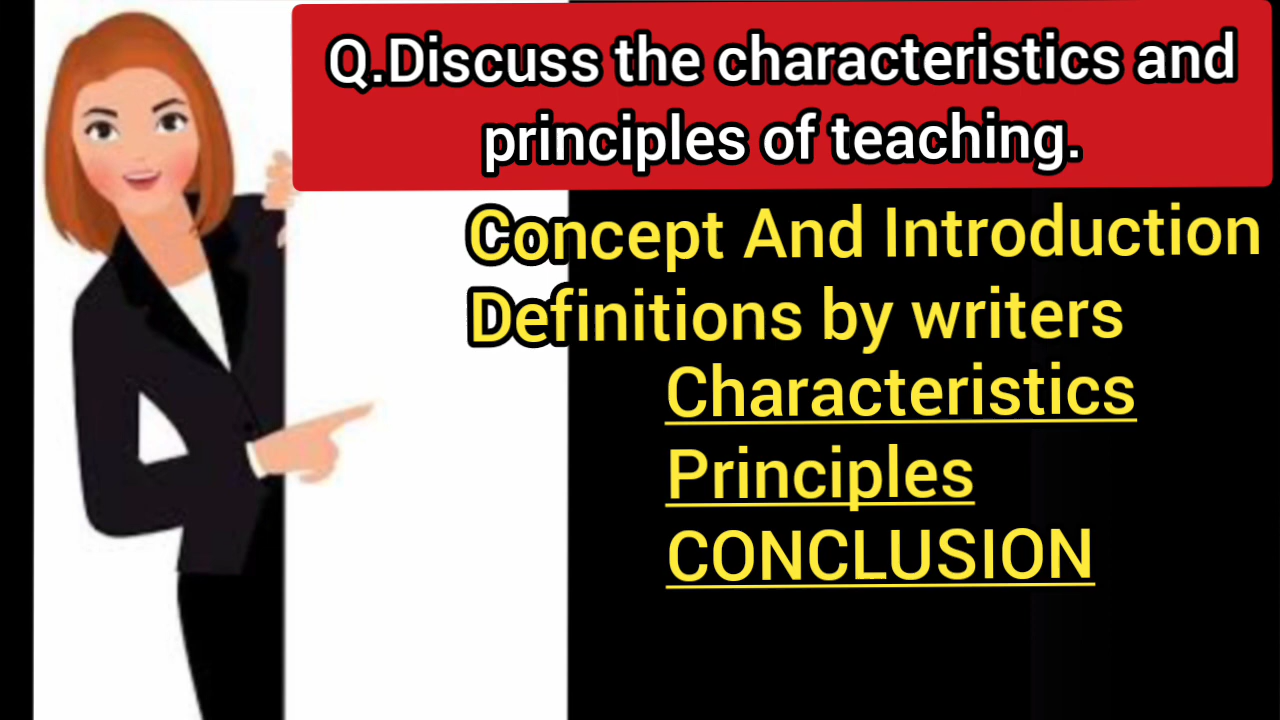 Q.Discuss the characteristics and
principles of teaching.
Concept And Introduction
Definitions by writers
Characteristics
Principles
CONCLUSION